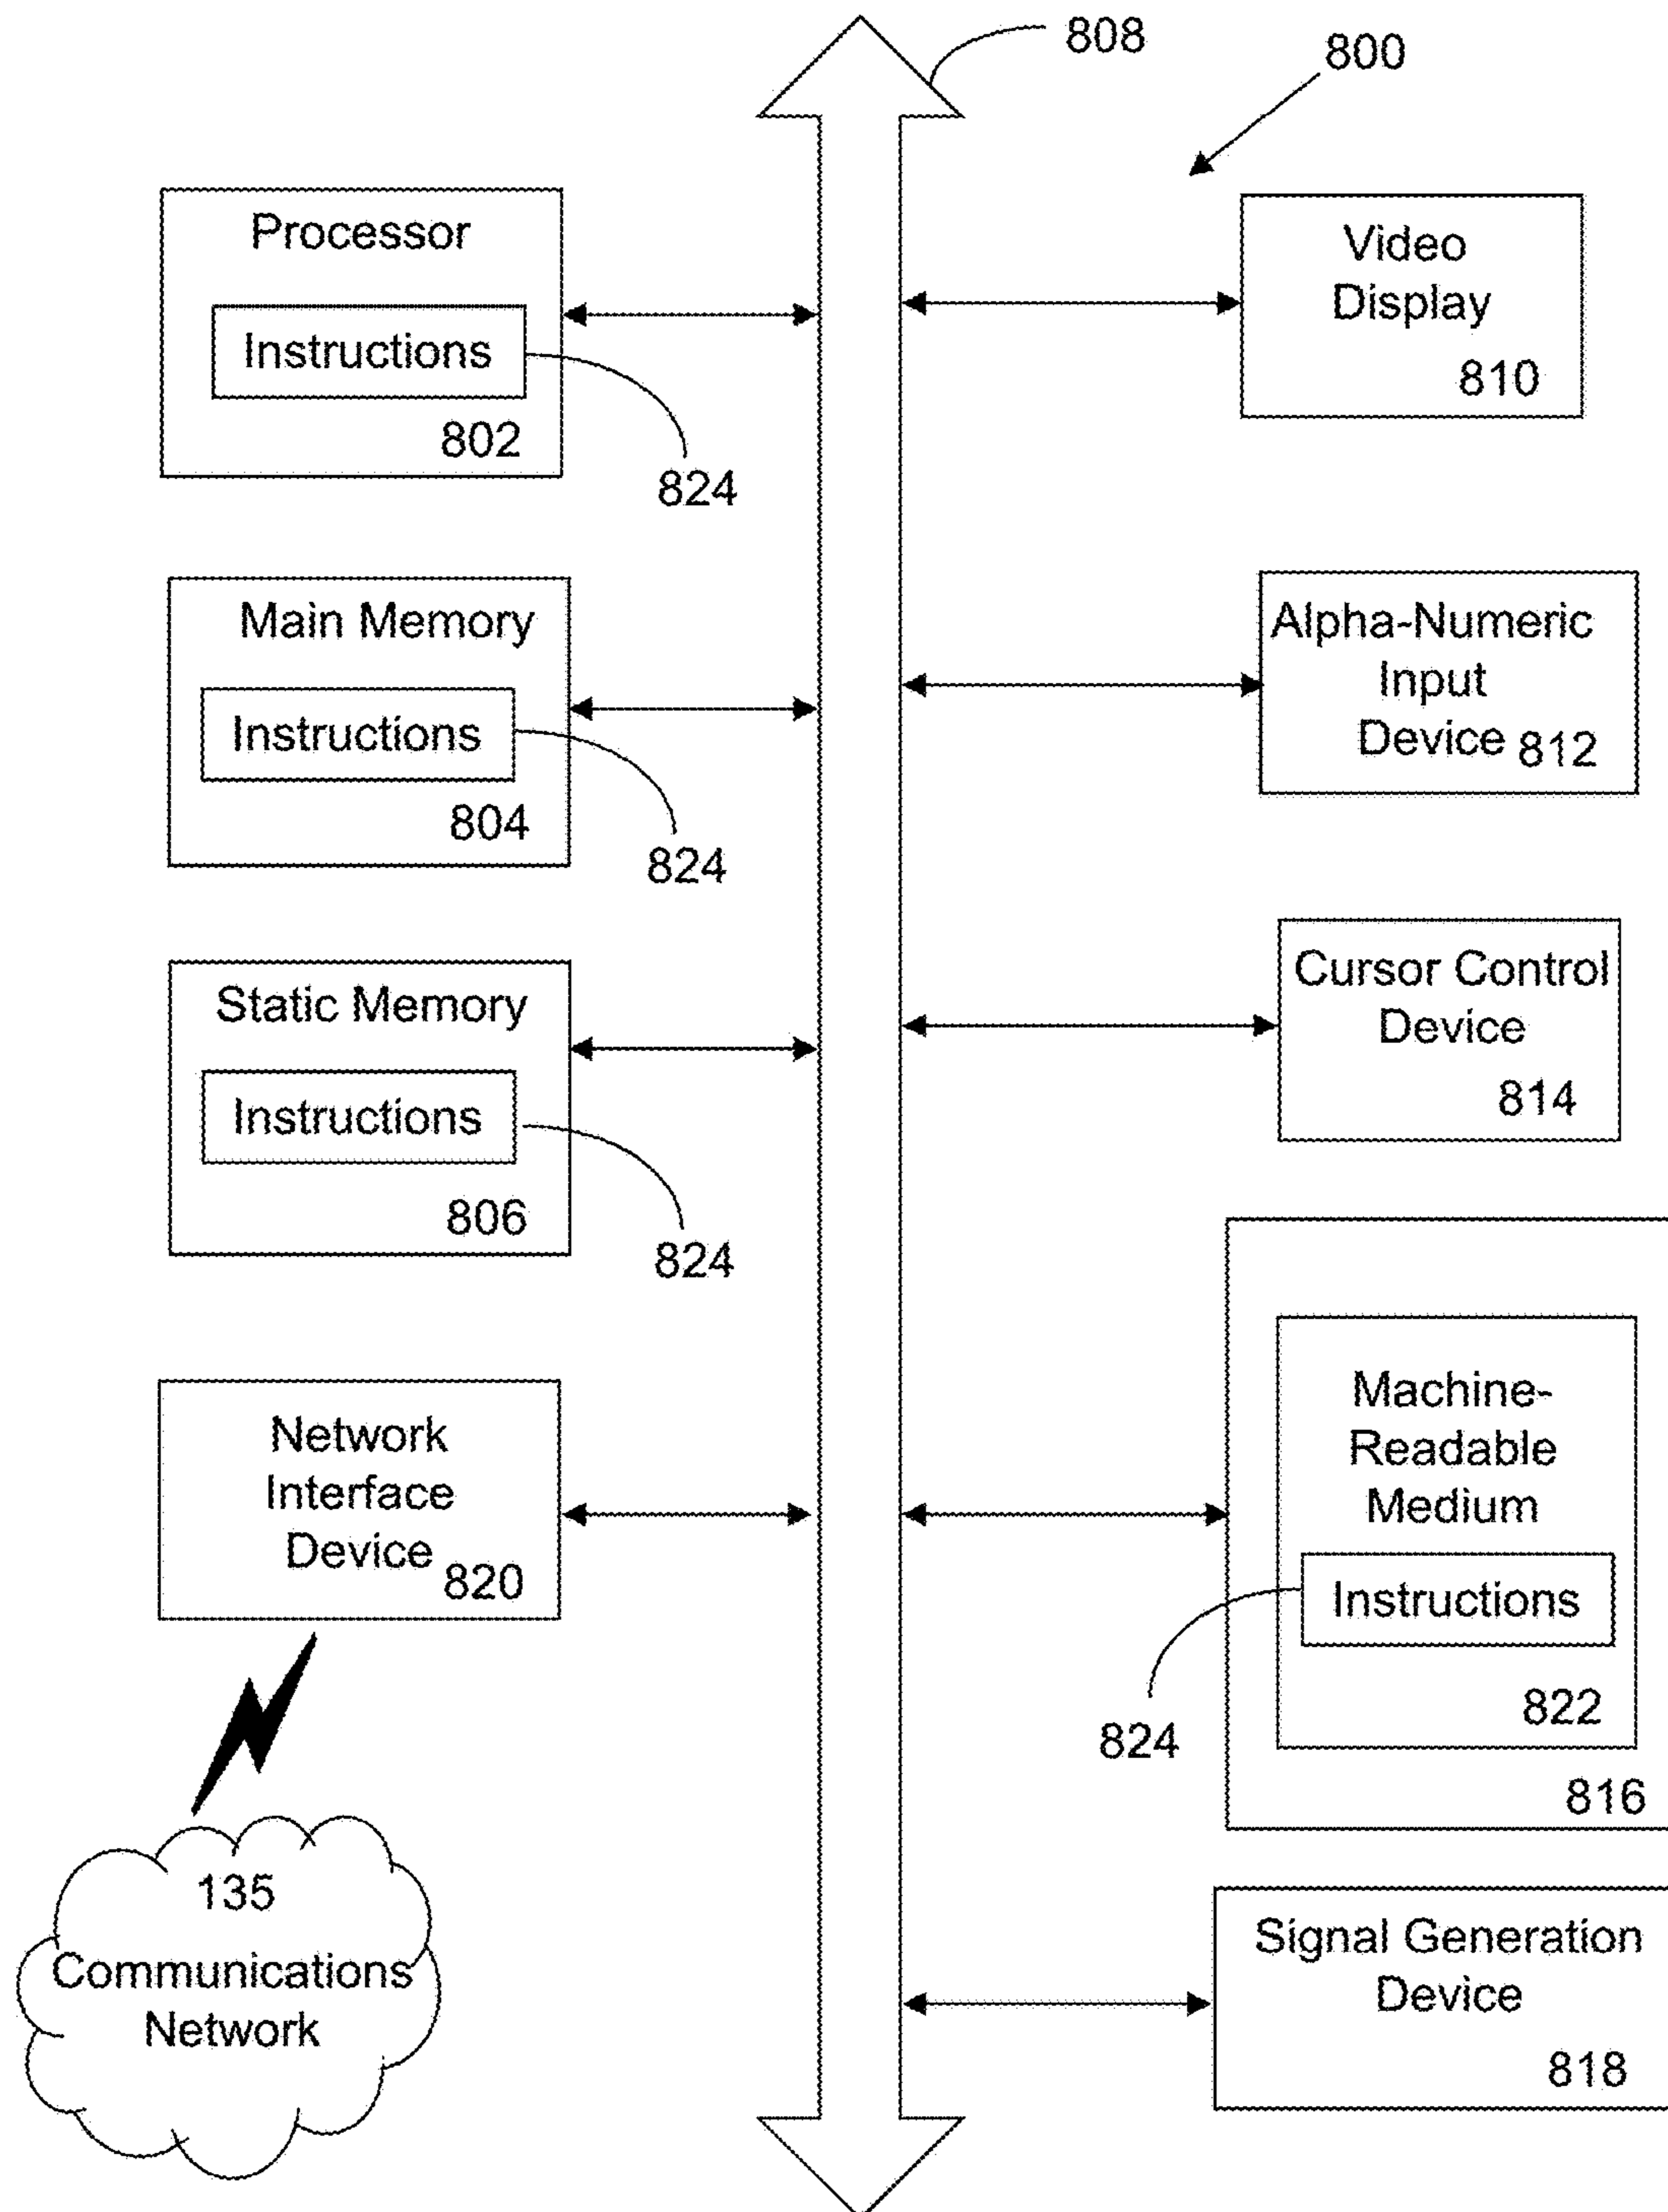 808
800
Processor
Instructions
802
824
Video
Display
810
Main Memory
Instructions
804
824
Alpha-Numeric
Input
Device 812
Static Memory
Instructions
806
824
Cursor Control
Device
814
Network
Interface
Device 820
Machine-
Readable
Medium
Instructions
822
824
816
135
Communications
Network
Signal Generation
Device
818